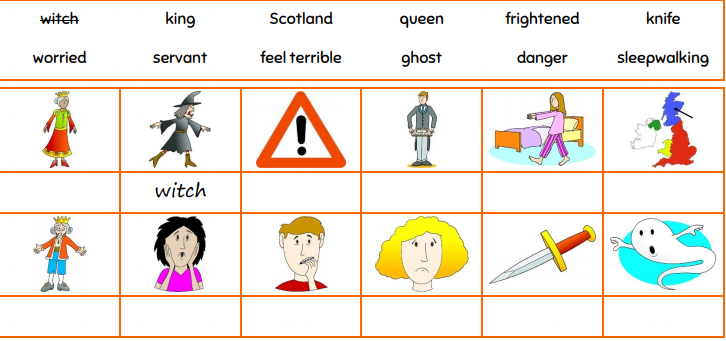 witch king Scotland queen frightened knife
worried servant feel terrible ghost danger sleepwalking
witch